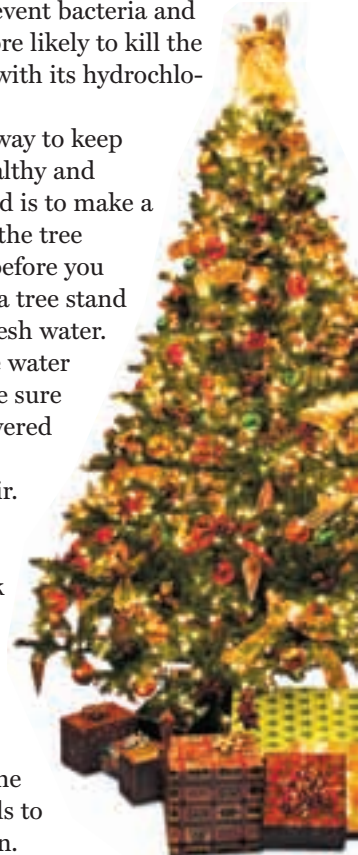 event bacteria and
re likely to kill the
with its hydrochlo-
way to keep
althy and
d is to make a
the tree
before you
a tree stand
esh water.
water
e sure
vered
ir.
k
ne
ls to
n.